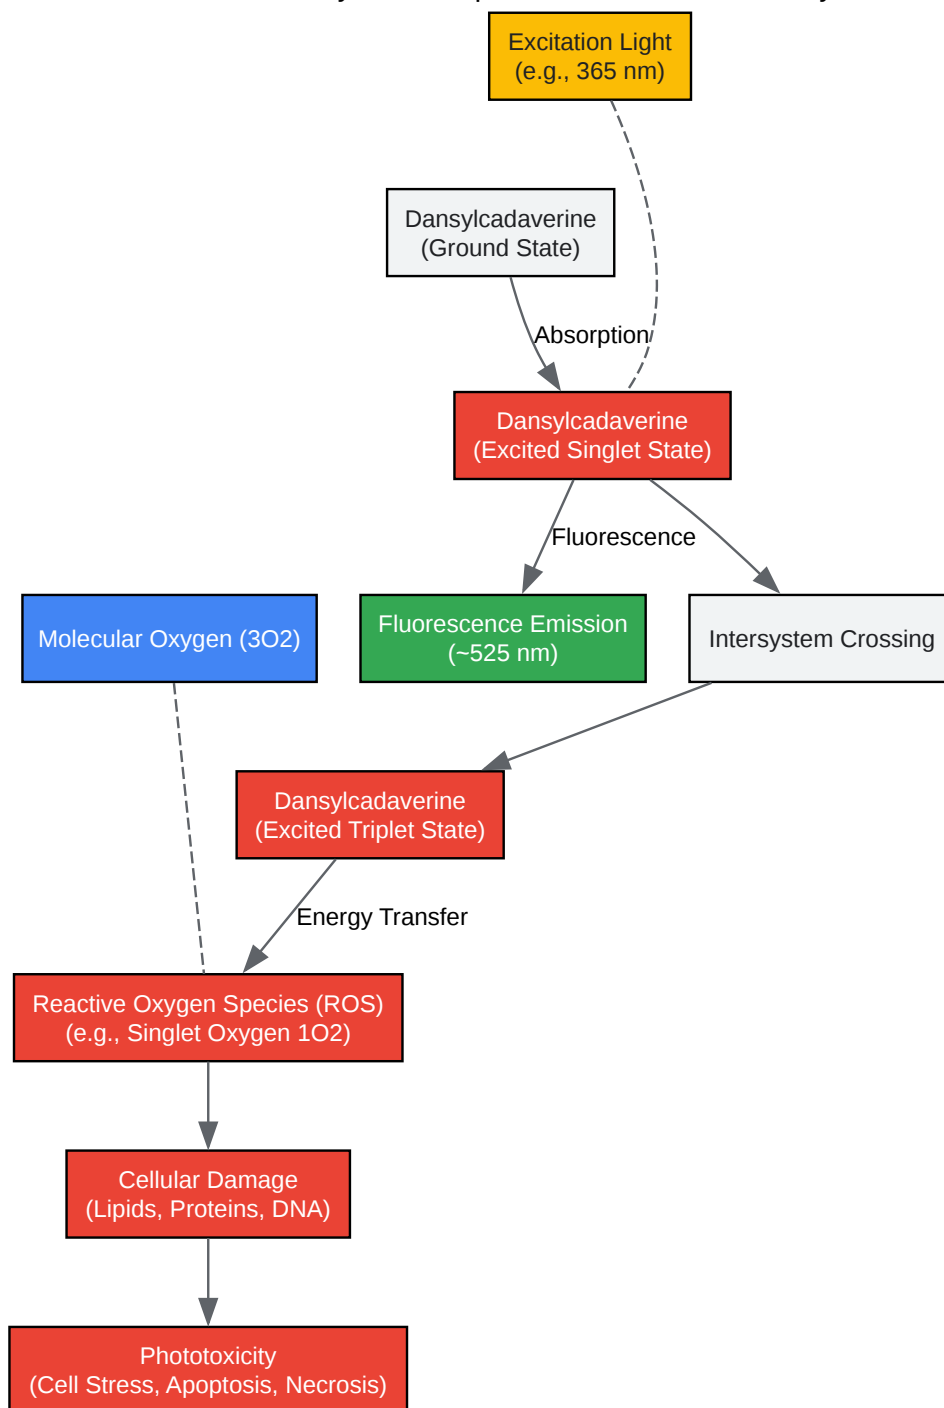 Excitation Light
(e.g., 365 nm)
Dansylcadaverine
(Ground State)
Absorption
Dansylcadaverine
(Excited Singlet State)
Fluorescence
Molecular Oxygen (3O2)
Fluorescence Emission
(~525 nm)
Intersystem Crossing
Dansylcadaverine
(Excited Triplet State)
Energy Transfer
Reactive Oxygen Species (ROS)
(e.g., Singlet Oxygen 1O2)
Cellular Damage
(Lipids, Proteins, DNA)
Phototoxicity
(Cell Stress, Apoptosis, Necrosis)